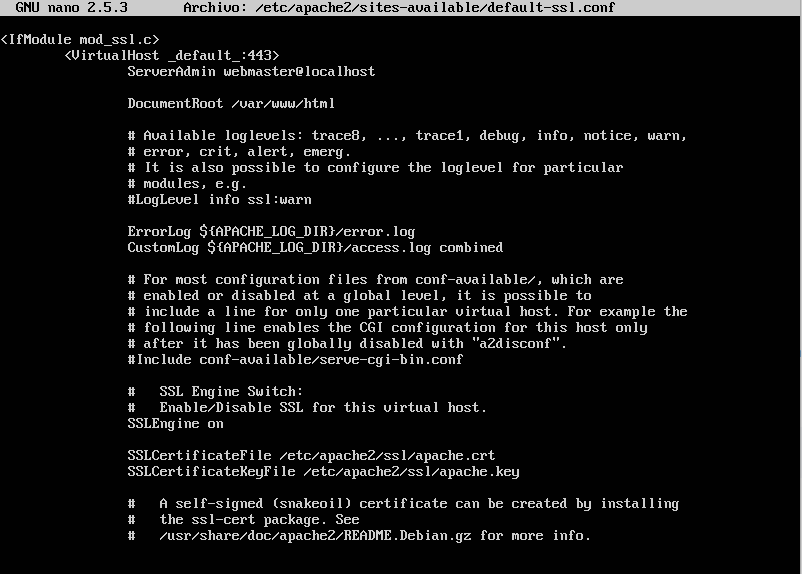 GNU nano 2.5.3 Archivo: /etc/apache2/sites-available/default-ssl.conf
<IfModule mod_ssl.c>
<VirtualHost _default_:443>
ServerAdmin webmaster@localhost
DocumentRoot /var/www/html
# Available loglevels: trace8, ..., trace1, debug, info, notice, warn,
# error, crit, alert, emerg.
# It is also possible to configure the loglevel for particular
# modules, e.g.
#LogLevel info ssl:warn
ErrorLog ${APACHE_LOG_DIR}/error.log
CustomLog ${APACHE_LOG_DIR}/access.log combined
# For most configuration files from conf-available/, which are
# enabled or disabled at a global level, it is possible to
# include a line for only one particular virtual host. For example the
# following line enables the CGI configuration for this host only
# after it has been globally disabled with "a2disconf".
#Include conf-available/serve-cgi-bin.conf
# SSL Engine Switch:
# Enable/Disable SSL for this virtual host.
SSLEngine on
SSLCertificateFile /etc/apache2/ssl/apache.crt
SSLCertificateKeyFile /etc/apache2/ssl/apache.key
# A self-signed (snakeoil) certificate can be created by installing
# the ssl-cert package. See
# /usr/share/doc/apache2/README.Debian.gz for more info.